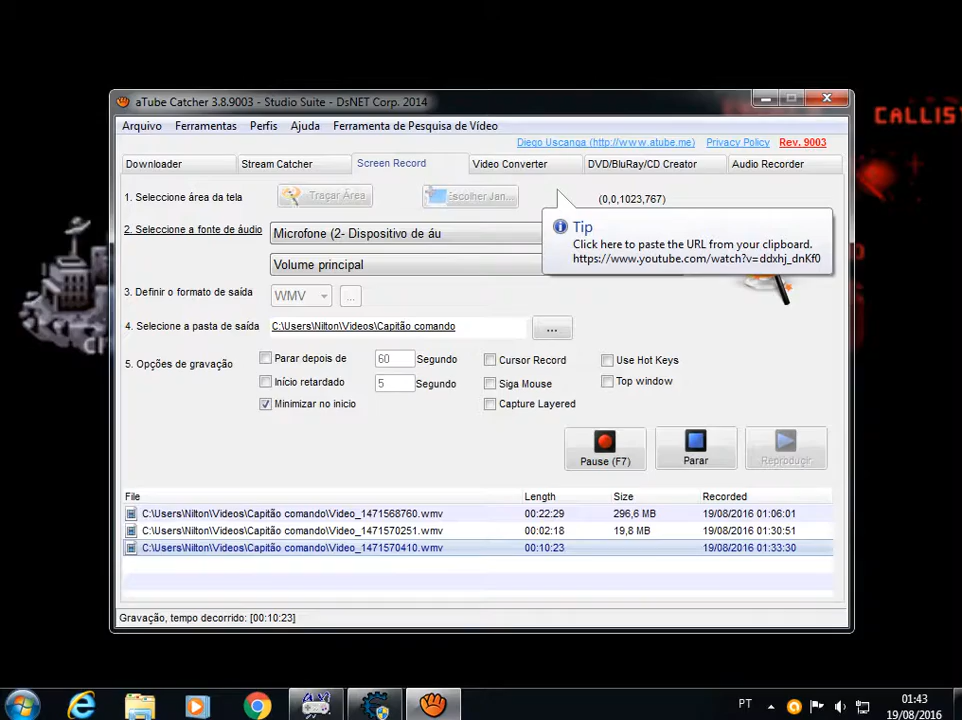 CALLIS
aTube Catcher 3.8.9003 - Studio Suite - DsNET Corp. 2014
Arquivo Ferramentas Perfis Ajuda Ferramenta de Pesquisa de Vídeo
Diego Uscanga (http://www.atube.me) Privacy Policy Rev. 9003
Downloader Stream Catcher Screen Record Video Converter DVD/BluRay/CD Creator Audio Recorder
1. Seleccione área da tela Traçar Área Escolher Jan... (0,0,1023,767)
2. Seleccione a fonte de áudio Microfone (2- Dispositivo de áu
Tip
Click here to paste the URL from your clipboard.
https://www.youtube.com/watch?v=ddxhj_dnKf0
Volume principal
3. Definir o formato de saída WMV ...
4. Selecione a pasta de saída C:\Users\Nilton\Videos\Capitão comando ...
5. Opções de gravação
Parar depois de 60 Segundo Cursor Record Use Hot Keys
Início retardado 5 Segundo Siga Mouse Top window
Minimizar no inicio Capture Layered
Pause (F7) Parar Reproduçir
File Length Size Recorded
C:\Users\Nilton\Videos\Capitão comando\Video_1471568760.wmv 00:22:29 296,6 MB 19/08/2016 01:06:01
C:\Users\Nilton\Videos\Capitão comando\Video_1471570251.wmv 00:02:18 19,8 MB 19/08/2016 01:30:51
C:\Users\Nilton\Videos\Capitão comando\Video_1471570410.wmv 00:10:23 19/08/2016 01:33:30
Gravação, tempo decorrido: [00:10:23]
PT 01:43
19/08/2016